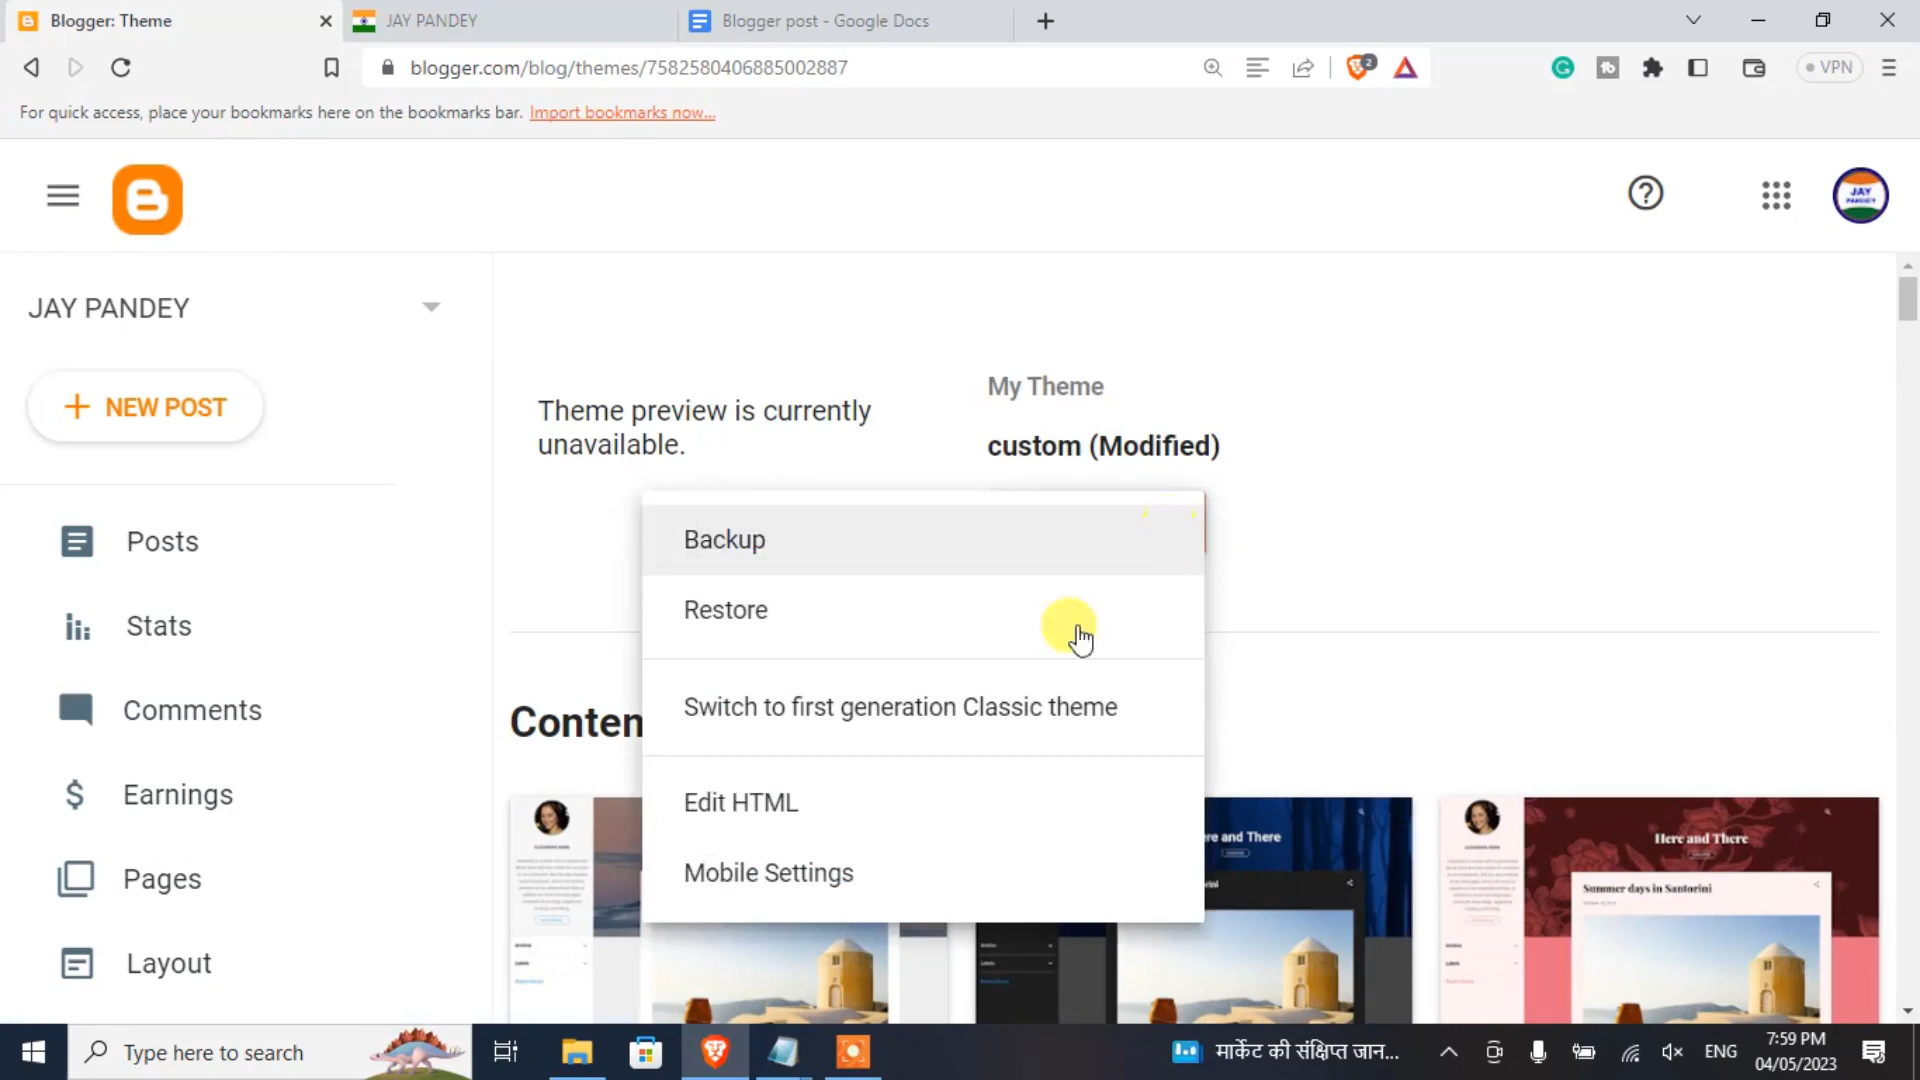 Blogger: Theme
JAY PANDEY
Blogger post - Google Docs
blogger.com/blog/themes/7582580406885002887
2
VPN
For quick access, place your bookmarks here on the bookmarks bar. Import bookmarks now...
JAY
PANDEY
JAY PANDEY
NEW POST
Posts
Stats
Comments
Earnings
Pages
Layout
Theme preview is currently
unavailable.
My Theme
custom (Modified)
Backup
Restore
Switch to first generation Classic theme
Edit HTML
Mobile Settings
Conten
ere and There
Here and There
Summer days in Santorini
Type here to search
मार्केट की संक्षिप्त जान...
ENG
7:59 PM
04/05/2023